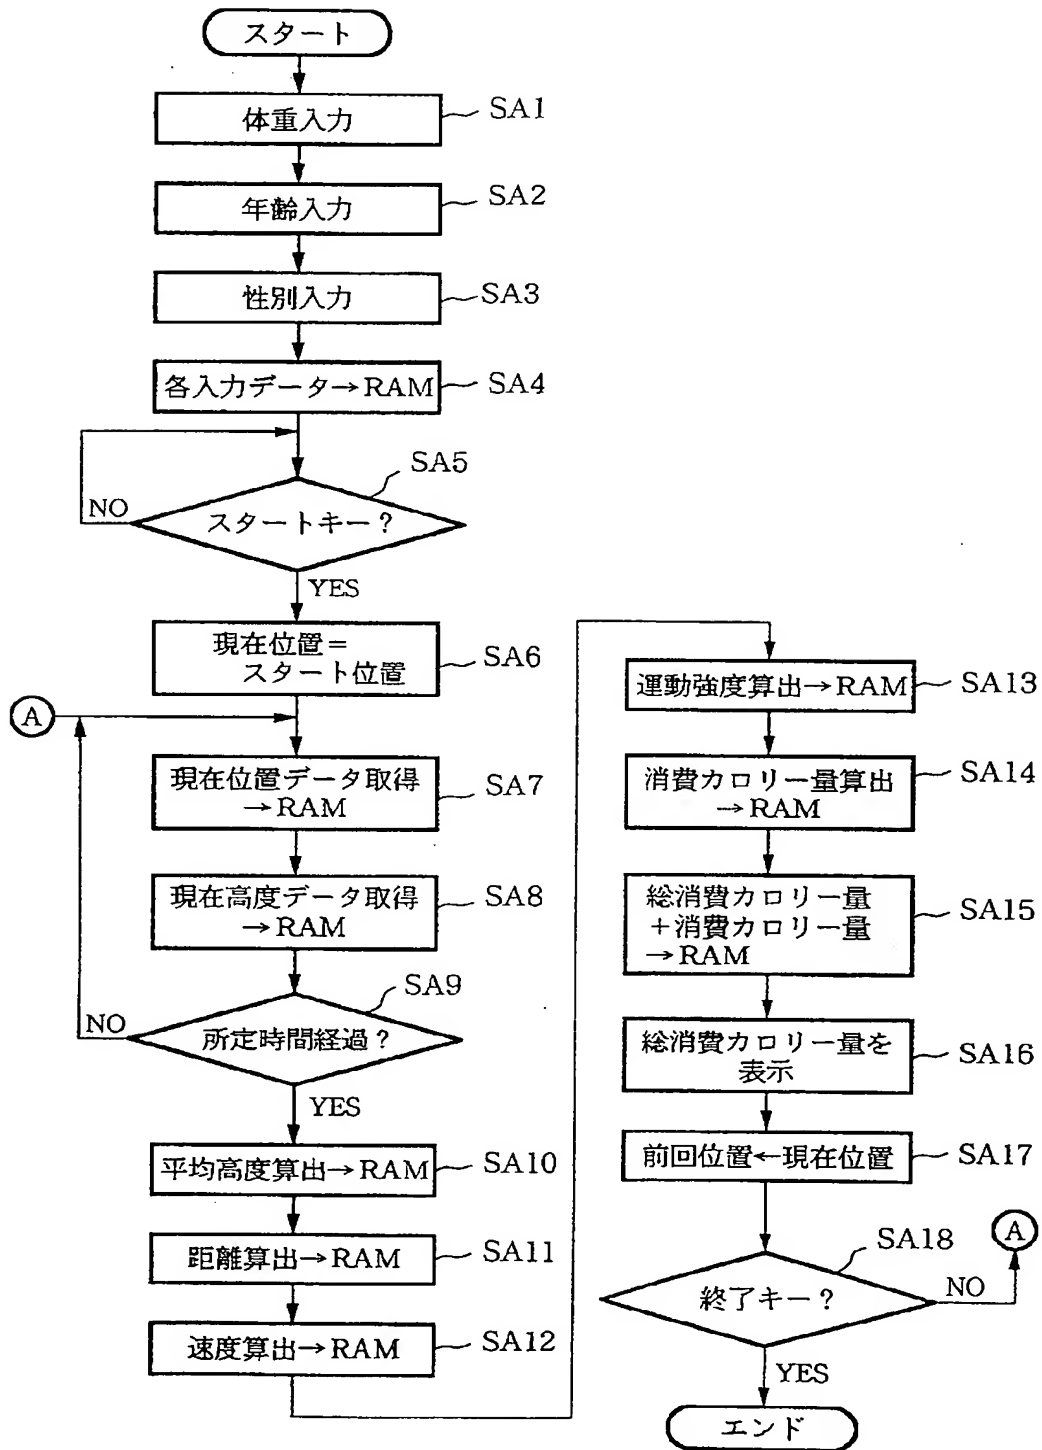 スタート
体重入力
SA1
年齢入力
SA2
性別入力
SA3
各入力データ→RAM
SA4
SA5
スタートキー？
NO
YES
現在位置＝
スタート位置
SA6
A
現在位置データ取得
→RAM
SA7
現在高度データ取得
→RAM
SA8
SA9
所定時間経過？
NO
YES
平均高度算出→RAM
SA10
距離算出→RAM
SA11
速度算出→RAM
SA12
運動強度算出→RAM
SA13
消費カロリー量算出
→RAM
SA14
総消費カロリー量
＋消費カロリー量
→RAM
SA15
総消費カロリー量を
表示
SA16
前回位置←現在位置
SA17
A
SA18
終了キー？
NO
YES
エンド